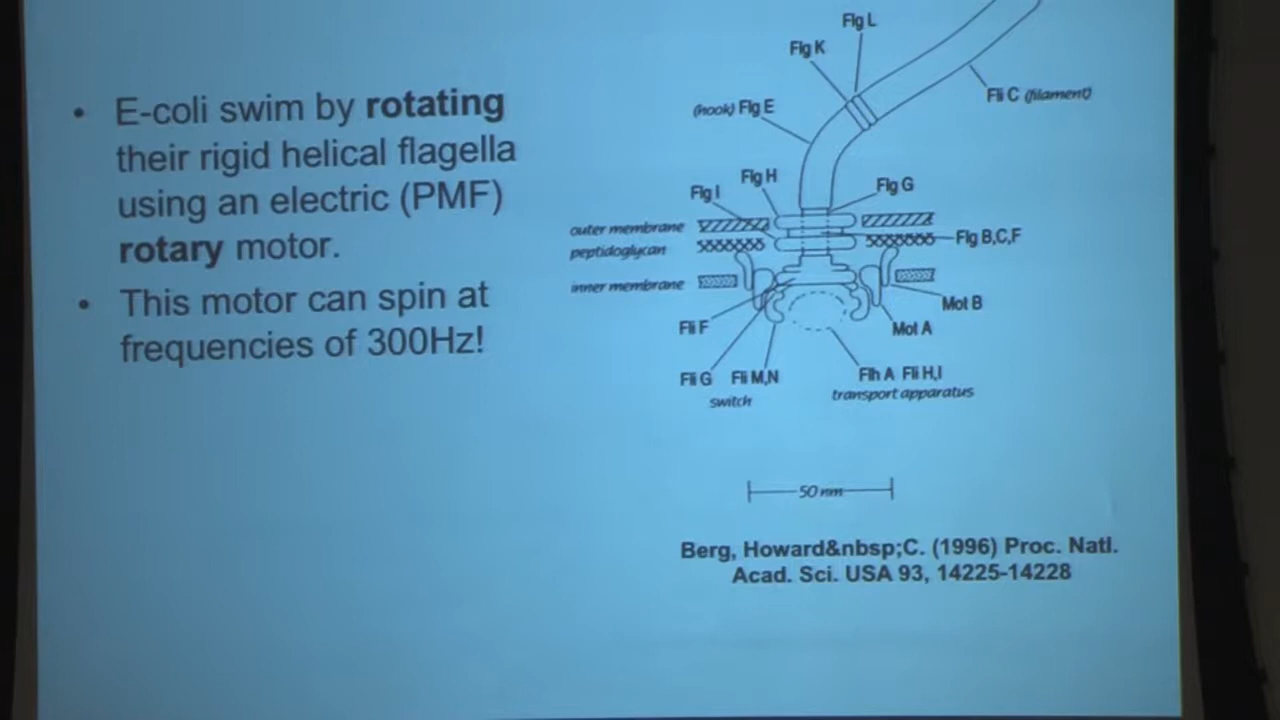 • E-coli swim by rotating
their rigid helical flagella
using an electric (PMF)
rotary motor.
• This motor can spin at
frequencies of 300Hz!
Flg L
Flg K
Fli C (filament)
(hook) Flg E
Flg H
Flg I
Flg G
outer membrane
peptidoglycan
Flg B,C,F
inner membrane
Mot B
Fli F
Mot A
Fli G Fli M,N
Flh A Fli H,I
switch
transport apparatus
50 nm
Berg, Howard&nbsp;C. (1996) Proc. Natl.
Acad. Sci. USA 93, 14225-14228